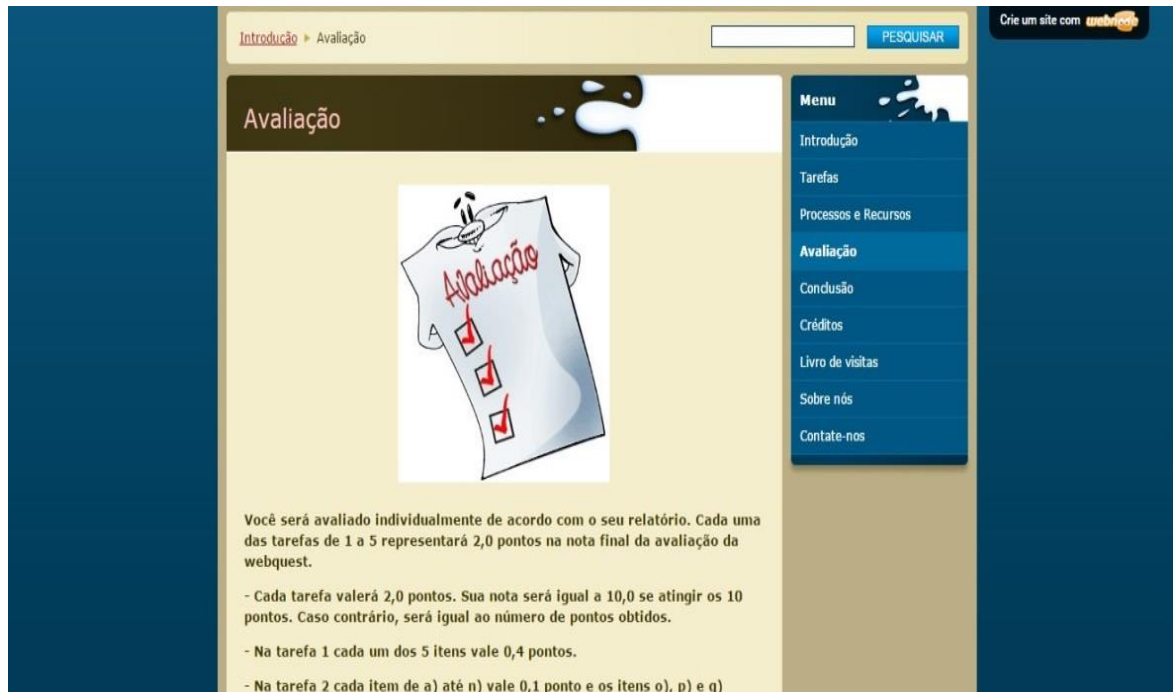 Introdução ▸ Avaliação
PESQUISAR
Crie um site com webnode
Avaliação
Menu
Introdução
Tarefas
Processos e Recursos
Avaliação
Conclusão
Créditos
Livro de visitas
Sobre nós
Contate-nos
Avaliação
Você será avaliado individualmente de acordo com o seu relatório. Cada uma
das tarefas de 1 a 5 representará 2,0 pontos na nota final da avaliação da
webquest.
- Cada tarefa valerá 2,0 pontos. Sua nota será igual a 10,0 se atingir os 10
pontos. Caso contrário, será igual ao número de pontos obtidos.
- Na tarefa 1 cada um dos 5 itens vale 0,4 pontos.
- Na tarefa 2 cada item de a) até n) vale 0,1 ponto e os itens o), p) e q)